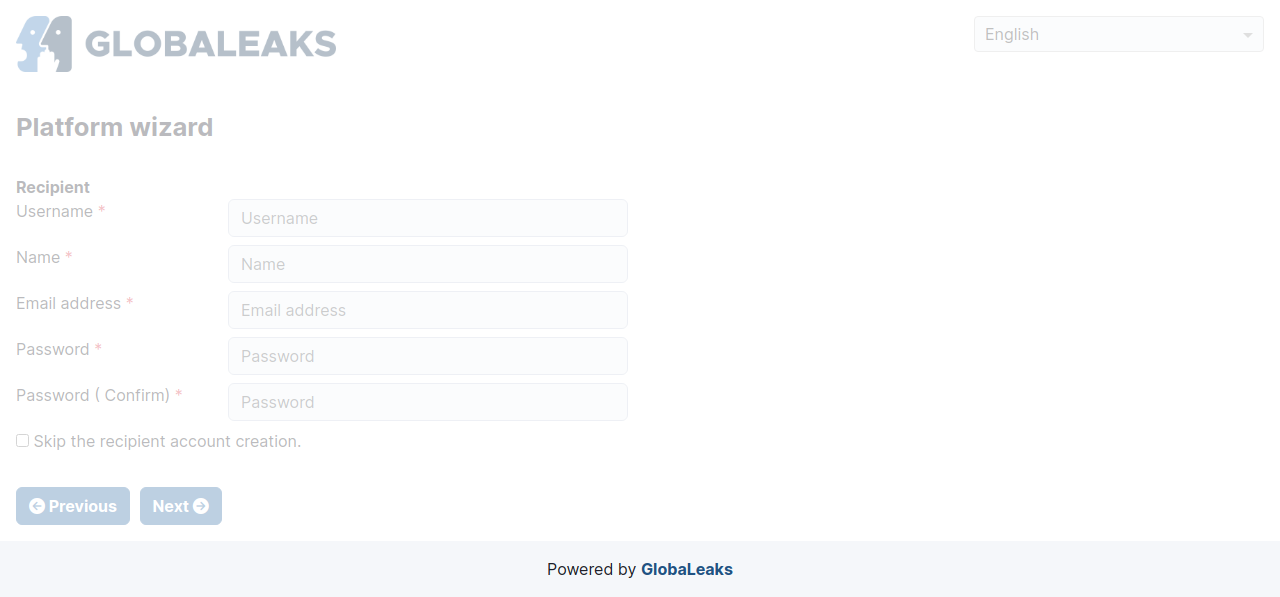 GLOBALEAKS
English
Platform wizard
Recipient
Username *
Username
Name *
Name
Email address *
Email address
Password *
Password
Password ( Confirm) *
Password
Skip the recipient account creation.
Previous
Next
Powered by GlobaLeaks